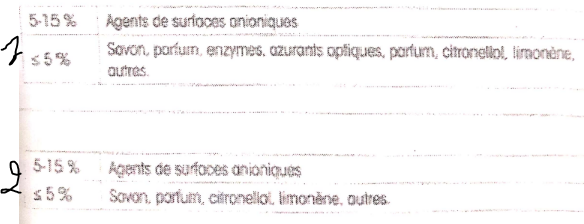 5-15 % Agents de surfaces anioniques
1 ≤ 5 % Savon, parfum, enzymes, azurants optiques, parfum, citronellol, limonène,
autres.
5-15 % Agents de surfaces anioniques
2 ≤ 5 % Savon, parfum, citronellol, limonène, autres.